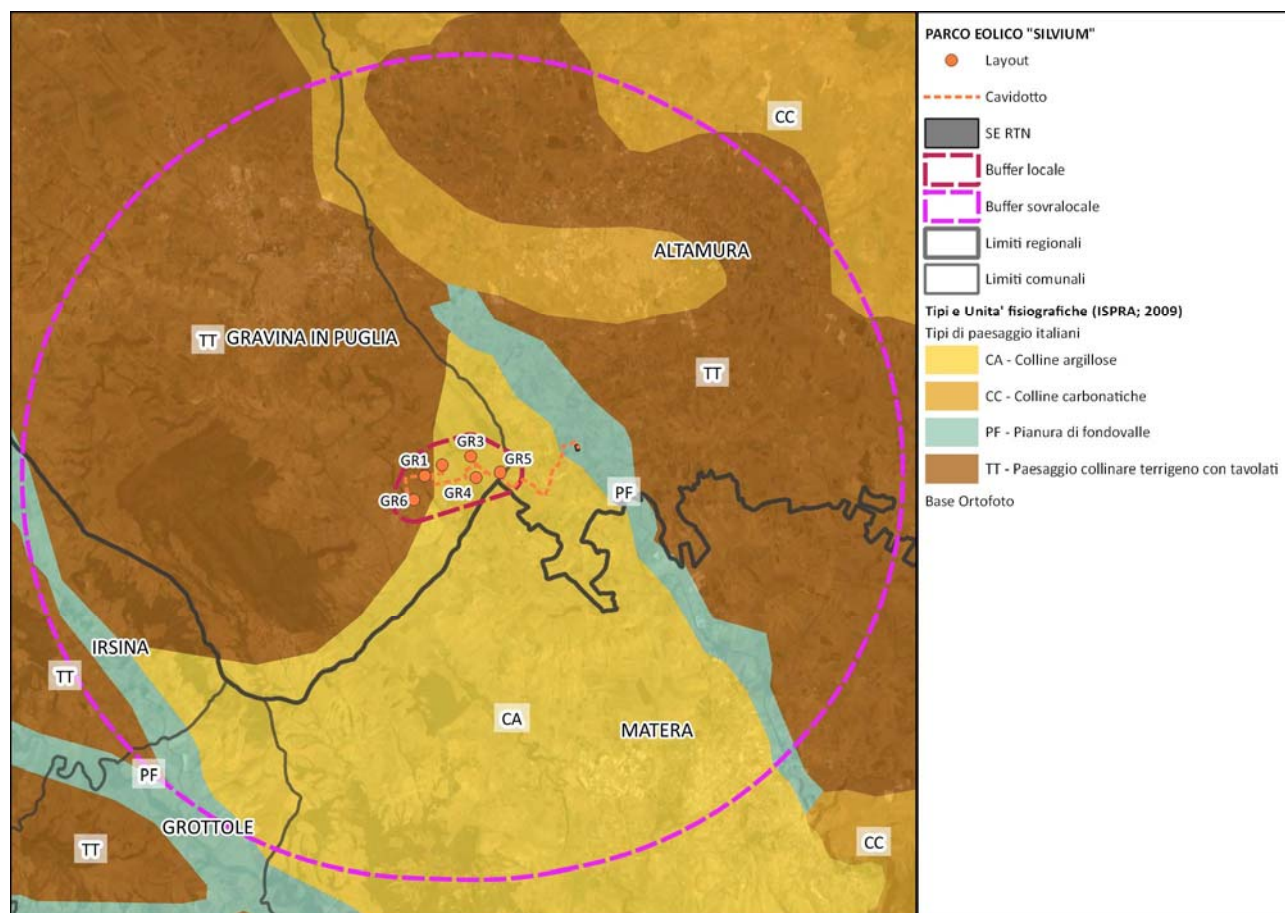 CC
ALTAMURA
TT
GRAVINA IN PUGLIA
TT
GR3
GR1
GR5
GR4
GR6
PF
IRSINA
TT
CA
MATERA
PF
GROTTOLE
TT
CC
PARCO EOLICO "SILVIUM"
Layout
Cavidotto
SE RTN
Buffer locale
Buffer sovralocale
Limiti regionali
Limiti comunali
Tipi e Unita' fisiografiche (ISPRA; 2009)
Tipi di paesaggio italiani
CA - Colline argillose
CC - Colline carbonatiche
PF - Pianura di fondovalle
TT - Paesaggio collinare terrigeno con tavolati
Base Ortofoto